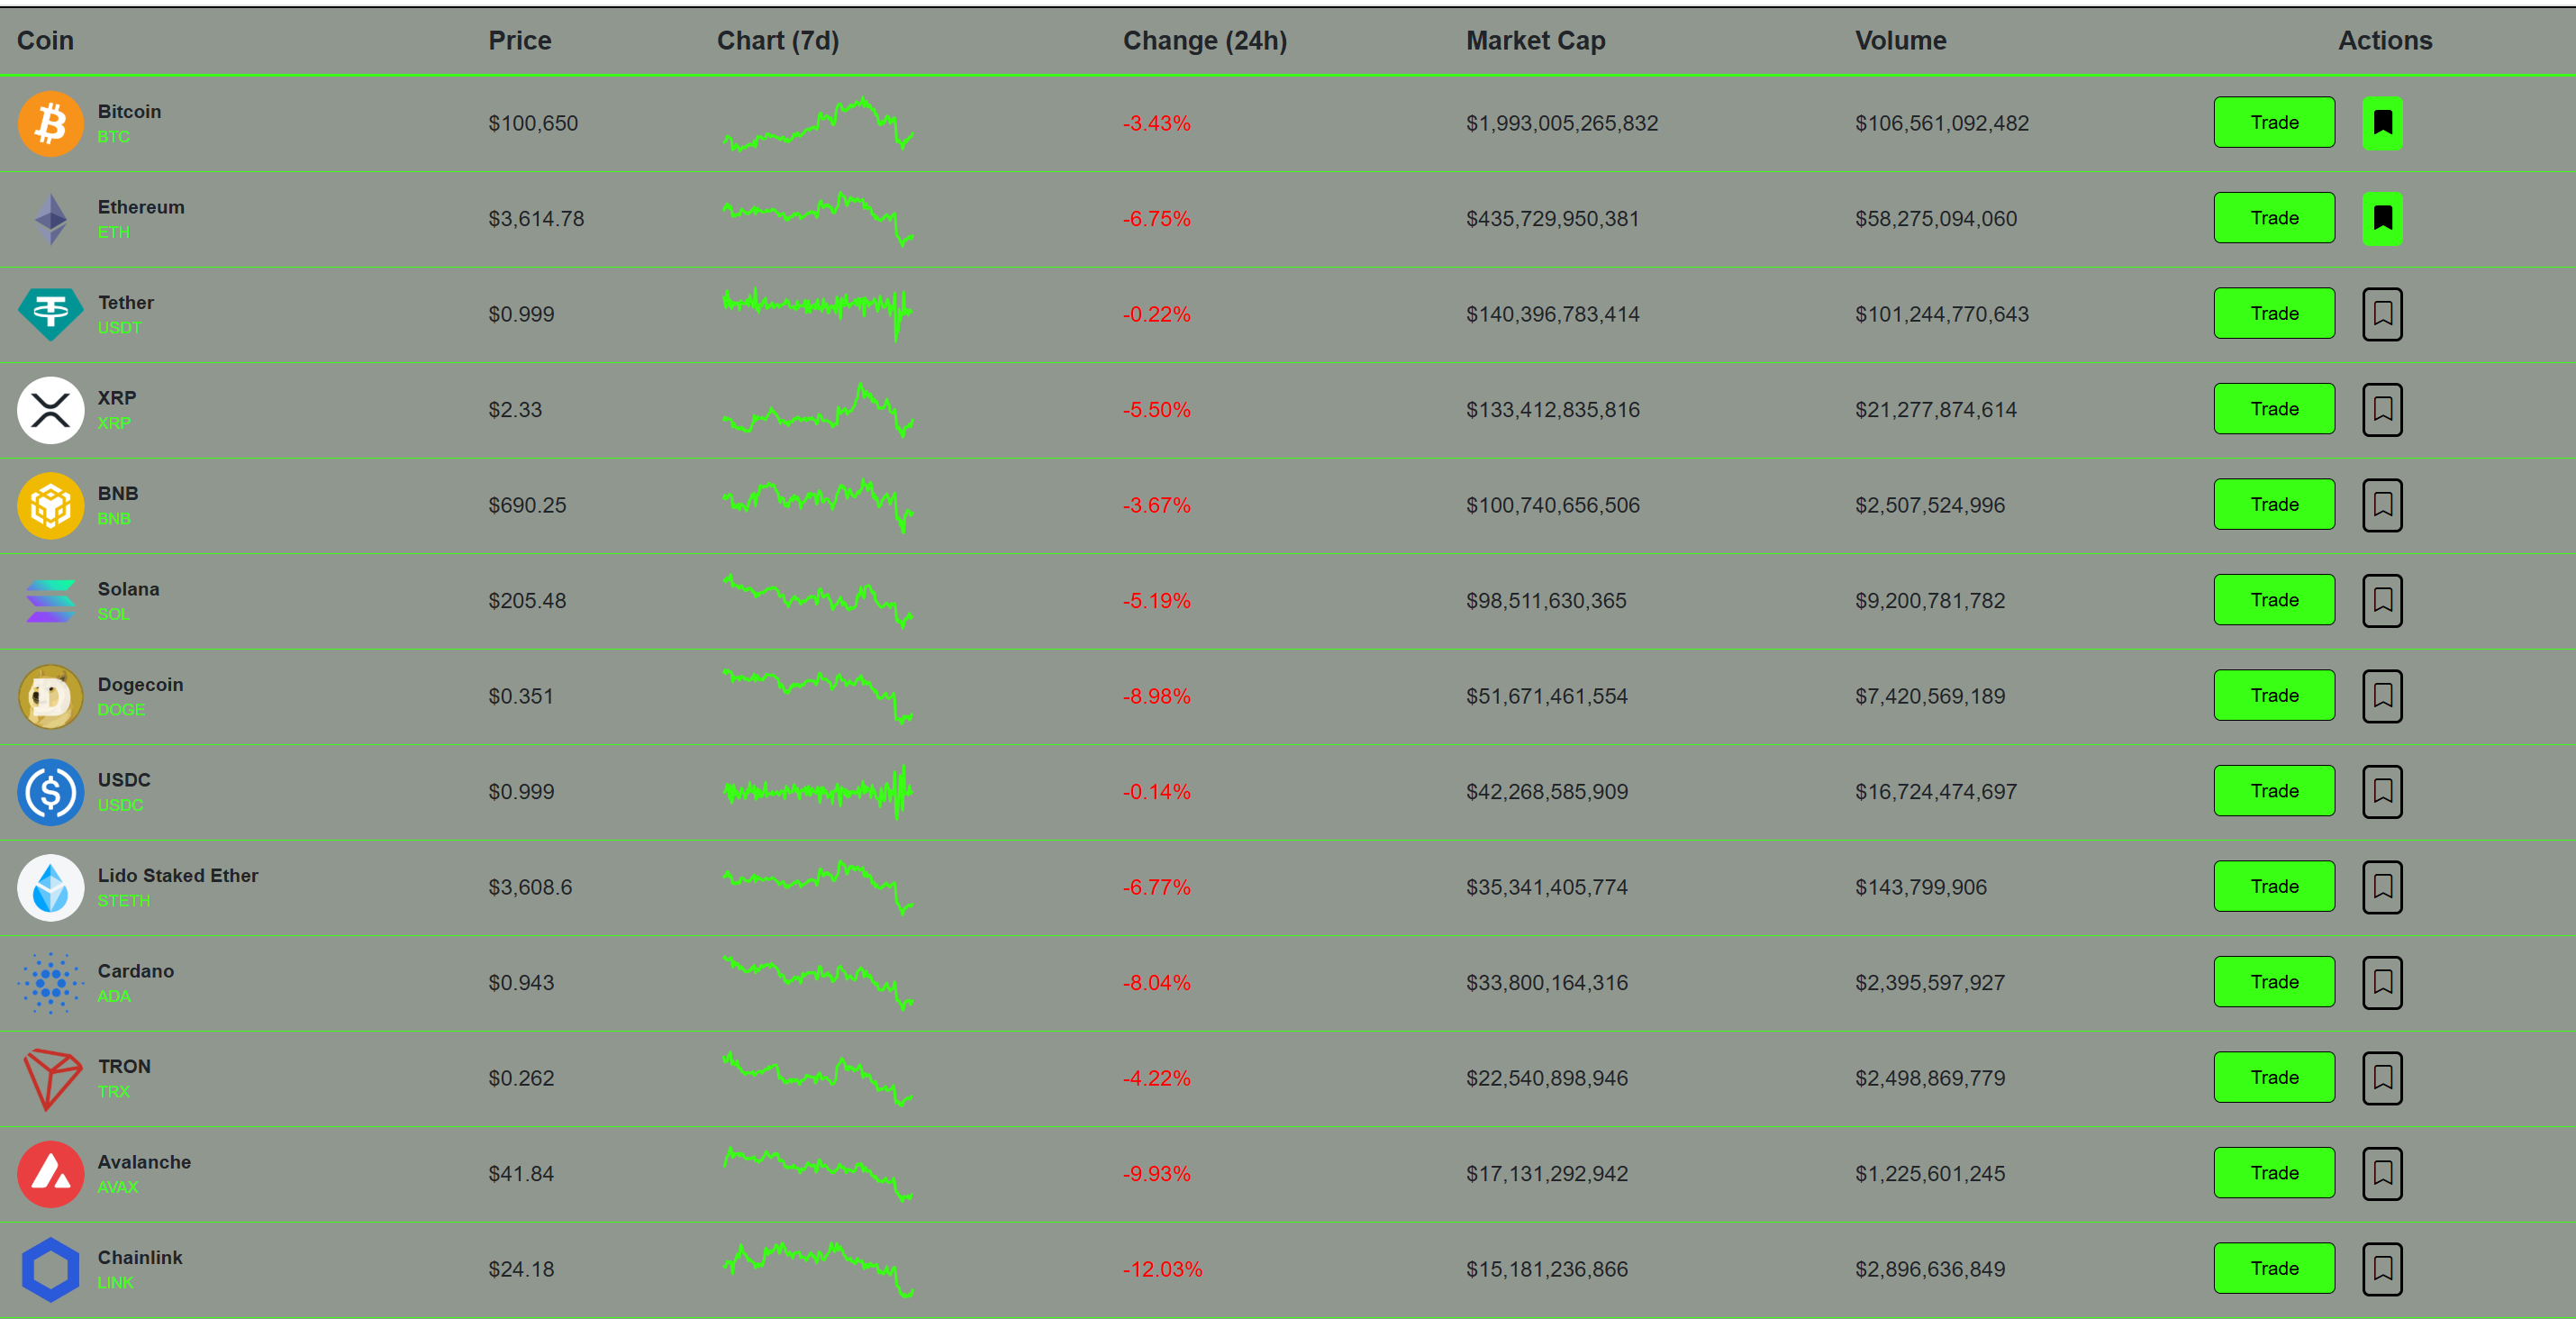 Coin Price Chart (7d) Change (24h) Market Cap Volume Actions
Bitcoin
BTC
$100,650 -3.43% $1,993,005,265,832 $106,561,092,482 Trade
Ethereum
ETH
$3,614.78 -6.75% $435,729,950,381 $58,275,094,060 Trade
Tether
USDT
$0.999 -0.22% $140,396,783,414 $101,244,770,643 Trade
XRP
XRP
$2.33 -5.50% $133,412,835,816 $21,277,874,614 Trade
BNB
BNB
$690.25 -3.67% $100,740,656,506 $2,507,524,996 Trade
Solana
SOL
$205.48 -5.19% $98,511,630,365 $9,200,781,782 Trade
Dogecoin
DOGE
$0.351 -8.98% $51,671,461,554 $7,420,569,189 Trade
USDC
USDC
$0.999 -0.14% $42,268,585,909 $16,724,474,697 Trade
Lido Staked Ether
STETH
$3,608.6 -6.77% $35,341,405,774 $143,799,906 Trade
Cardano
ADA
$0.943 -8.04% $33,800,164,316 $2,395,597,927 Trade
TRON
TRX
$0.262 -4.22% $22,540,898,946 $2,498,869,779 Trade
Avalanche
AVAX
$41.84 -9.93% $17,131,292,942 $1,225,601,245 Trade
Chainlink
LINK
$24.18 -12.03% $15,181,236,866 $2,896,636,849 Trade